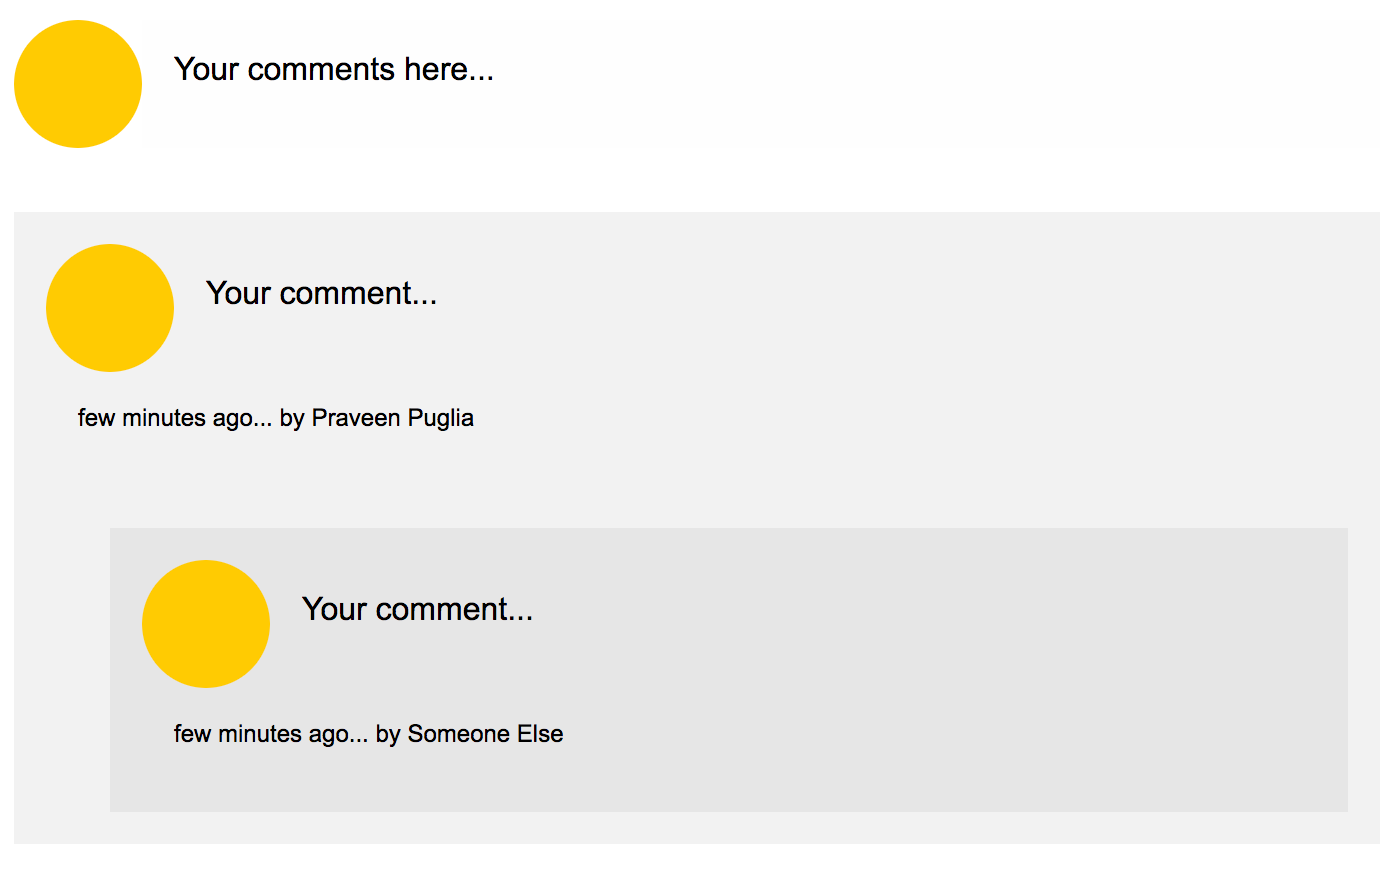 Your comments here...
Your comment...
few minutes ago... by Praveen Puglia
Your comment...
few minutes ago... by Someone Else